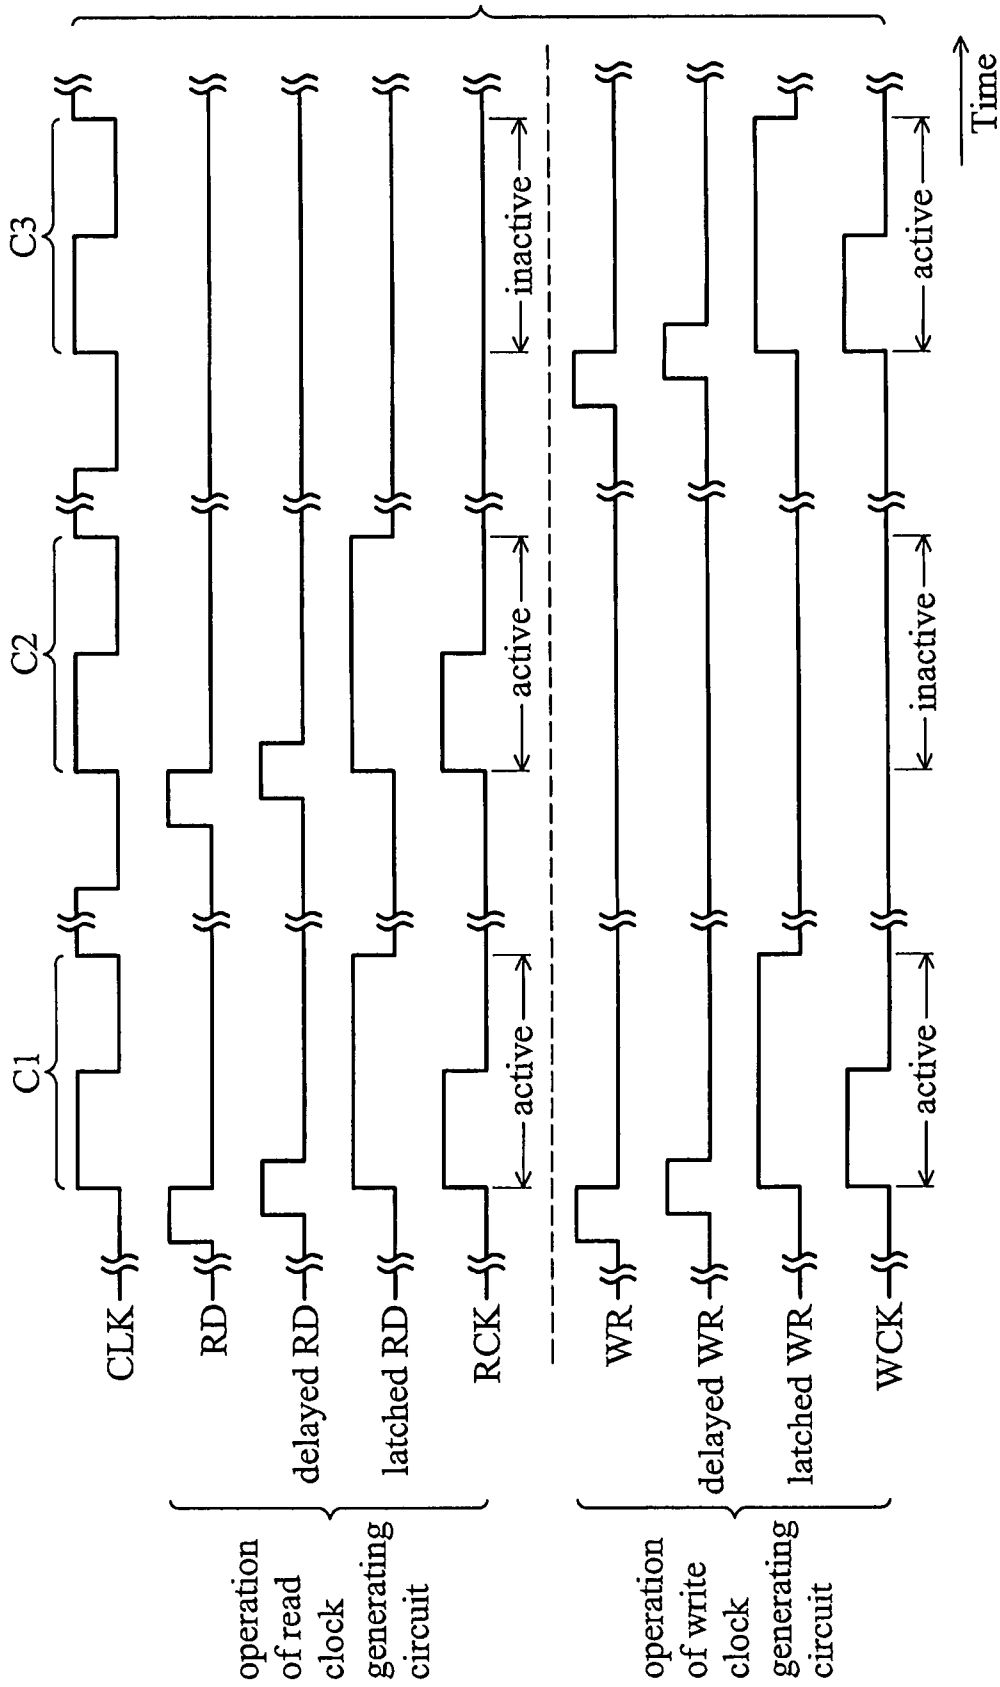 C1
C2
C3
CLK
RD
delayed RD
latched RD
RCK
active
active
inactive
operation
of read
clock
generating
circuit
WR
delayed WR
latched WR
WCK
active
inactive
active
operation
of write
clock
generating
circuit
Time